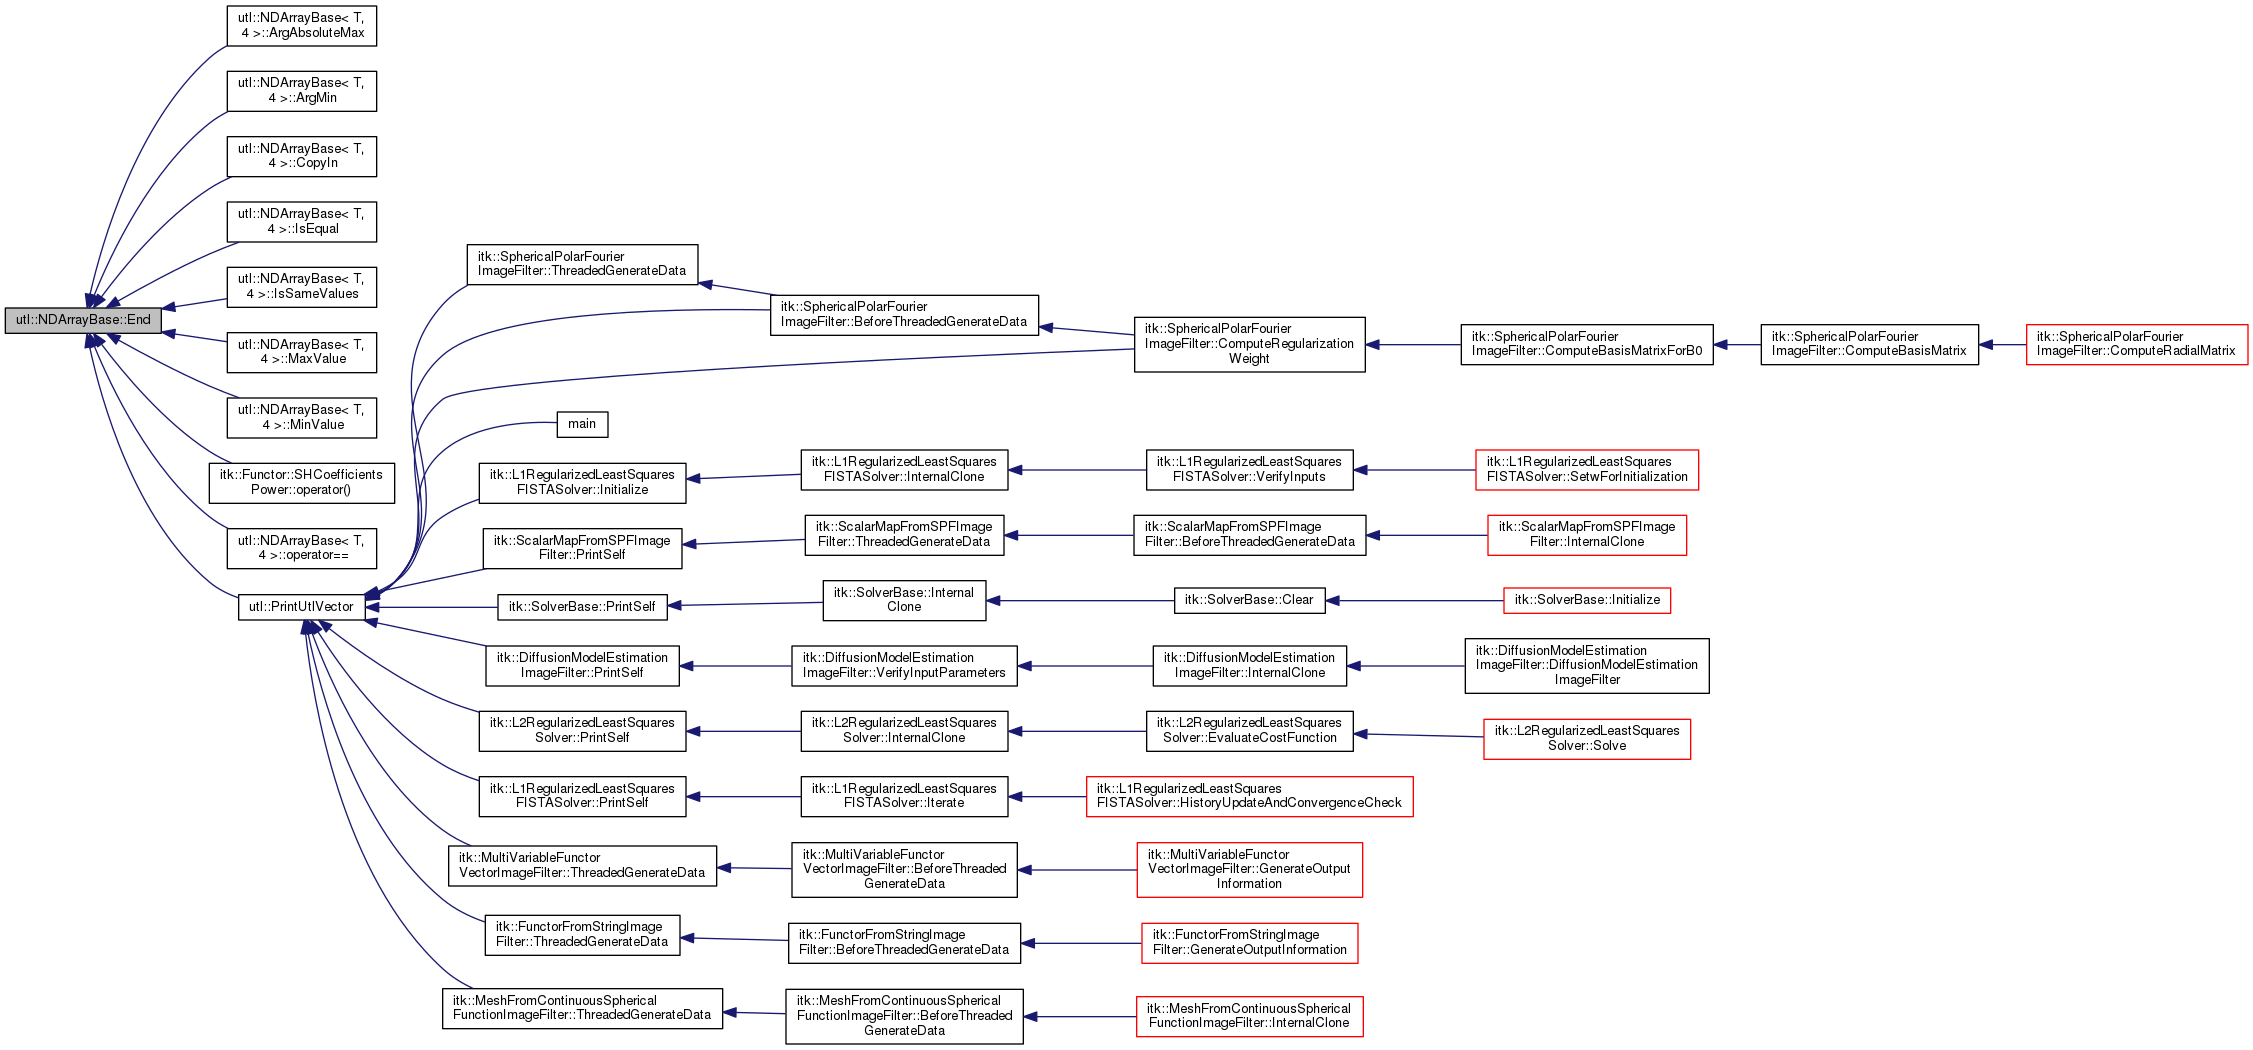 utl::NDArrayBase::End
utl::NDArrayBase< T,
4 >::ArgAbsoluteMax
utl::NDArrayBase< T,
4 >::ArgMin
utl::NDArrayBase< T,
4 >::CopyIn
utl::NDArrayBase< T,
4 >::IsEqual
utl::NDArrayBase< T,
4 >::IsSameValues
utl::NDArrayBase< T,
4 >::MaxValue
utl::NDArrayBase< T,
4 >::MinValue
itk::Functor::SHCoefficients
Power::operator()
utl::NDArrayBase< T,
4 >::operator==
utl::PrintUtlVector
itk::SphericalPolarFourier
ImageFilter::ThreadedGenerateData
itk::SphericalPolarFourier
ImageFilter::BeforeThreadedGenerateData
itk::SphericalPolarFourier
ImageFilter::ComputeRegularization
Weight
itk::SphericalPolarFourier
ImageFilter::ComputeBasisMatrixForB0
itk::SphericalPolarFourier
ImageFilter::ComputeBasisMatrix
itk::SphericalPolarFourier
ImageFilter::ComputeRadialMatrix
main
itk::L1RegularizedLeastSquares
FISTASolver::Initialize
itk::L1RegularizedLeastSquares
FISTASolver::InternalClone
itk::L1RegularizedLeastSquares
FISTASolver::VerifyInputs
itk::L1RegularizedLeastSquares
FISTASolver::SetwForInitialization
itk::ScalarMapFromSPFImage
Filter::PrintSelf
itk::ScalarMapFromSPFImage
Filter::ThreadedGenerateData
itk::ScalarMapFromSPFImage
Filter::BeforeThreadedGenerateData
itk::ScalarMapFromSPFImage
Filter::InternalClone
itk::SolverBase::PrintSelf
itk::SolverBase::Internal
Clone
itk::SolverBase::Clear
itk::SolverBase::Initialize
itk::DiffusionModelEstimation
ImageFilter::PrintSelf
itk::DiffusionModelEstimation
ImageFilter::VerifyInputParameters
itk::DiffusionModelEstimation
ImageFilter::InternalClone
itk::DiffusionModelEstimation
ImageFilter::DiffusionModelEstimation
ImageFilter
itk::L2RegularizedLeastSquares
Solver::PrintSelf
itk::L2RegularizedLeastSquares
Solver::InternalClone
itk::L2RegularizedLeastSquares
Solver::EvaluateCostFunction
itk::L2RegularizedLeastSquares
Solver::Solve
itk::L1RegularizedLeastSquares
FISTASolver::PrintSelf
itk::L1RegularizedLeastSquares
FISTASolver::Iterate
itk::L1RegularizedLeastSquares
FISTASolver::HistoryUpdateAndConvergenceCheck
itk::MultiVariableFunctor
VectorImageFilter::ThreadedGenerateData
itk::MultiVariableFunctor
VectorImageFilter::BeforeThreaded
GenerateData
itk::MultiVariableFunctor
VectorImageFilter::GenerateOutput
Information
itk::FunctorFromStringImage
Filter::ThreadedGenerateData
itk::FunctorFromStringImage
Filter::BeforeThreadedGenerateData
itk::FunctorFromStringImage
Filter::GenerateOutputInformation
itk::MeshFromContinuousSpherical
FunctionImageFilter::ThreadedGenerateData
itk::MeshFromContinuousSpherical
FunctionImageFilter::BeforeThreaded
GenerateData
itk::MeshFromContinuousSpherical
FunctionImageFilter::InternalClone